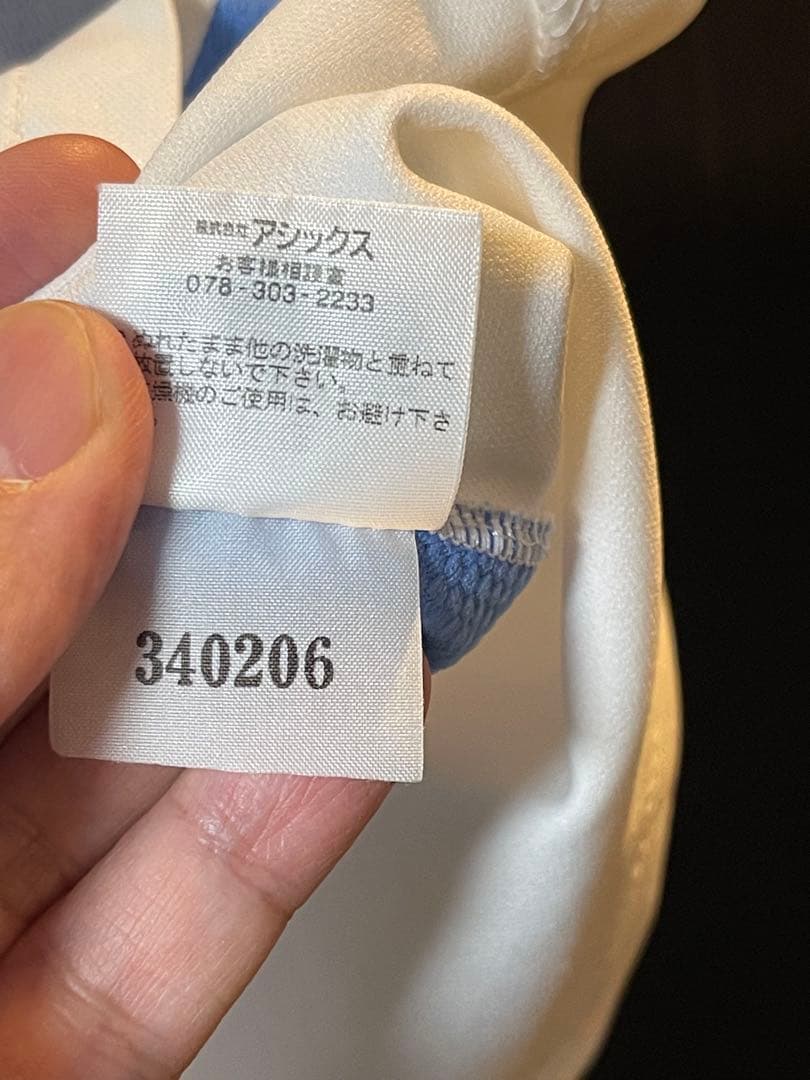 株式会社アシックス
お客様相談室
078-303-2233
ぬれたまま他の洗濯物と重ねて
放置しないで下さい。
燥機のご使用は、お避け下さ
。
340206